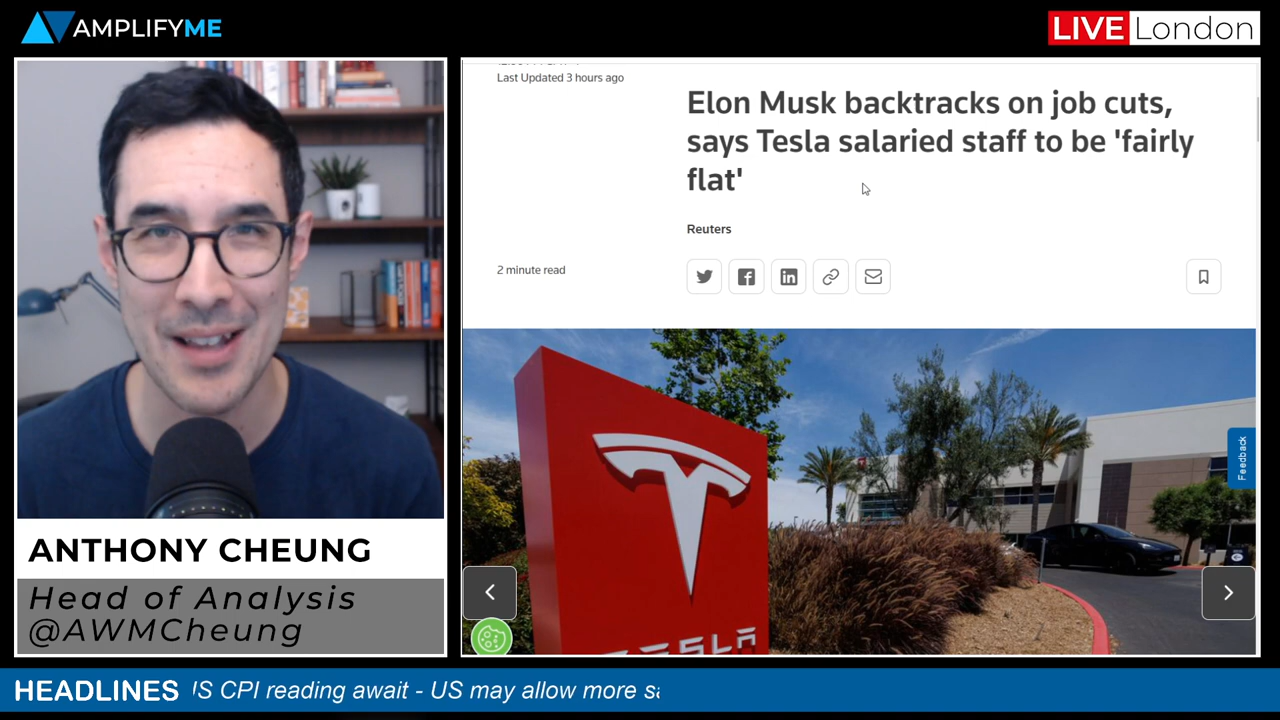 AMPLIFYME
LIVE London
Last Updated 3 hours ago
Elon Musk backtracks on job cuts,
says Tesla salaried staff to be 'fairly
flat'
Reuters
2 minute read
Feedback
TESLA
ANTHONY CHEUNG
Head of Analysis
@AWMCheung
HEADLINES
US CPI reading await - US may allow more